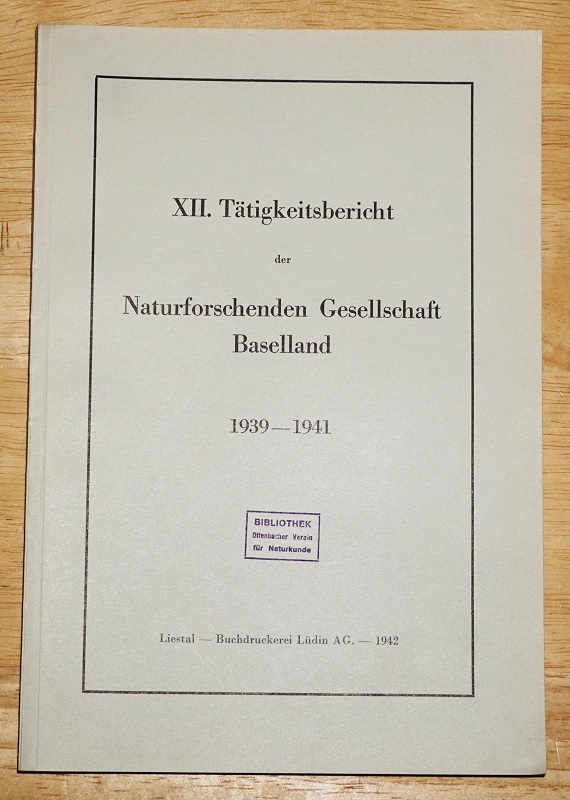 XII. Tätigkeitsbericht
der
Naturforschenden Gesellschaft
Baselland
1939—1941
BIBLIOTHEK
Offenbacher Verein
für Naturkunde
Liestal — Buchdruckerei Lüdin AG. — 1942